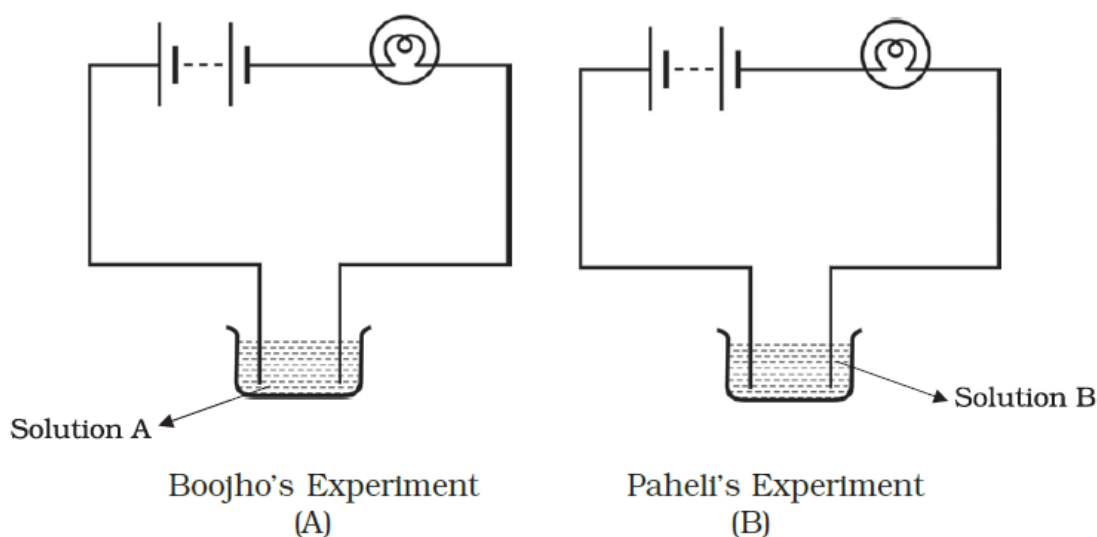 Solution A
Solution B
Boojho's Experiment
(A)
Paheli's Experiment
(B)